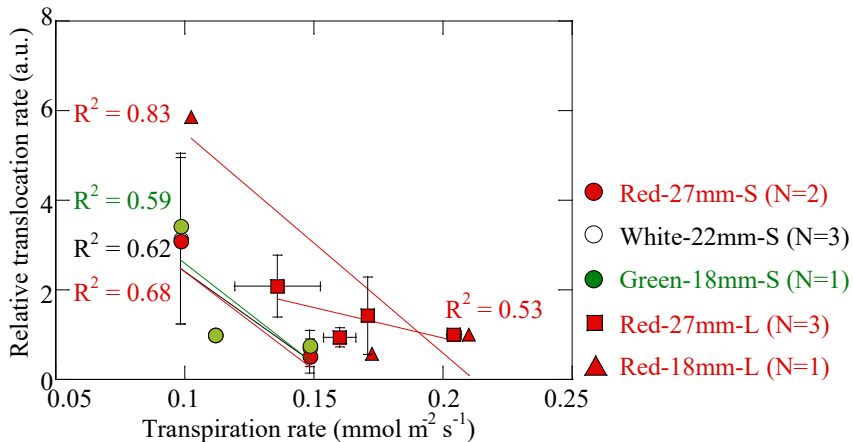 Relative translocation rate (a.u.)
8
6
4
2
0
R² = 0.83
R² = 0.59
R² = 0.62
R² = 0.68
R² = 0.53
0.05
0.1
0.15
0.2
0.25
Transpiration rate (mmol m⁻² s⁻¹)
Red-27mm-S (N=2)
White-22mm-S (N=3)
Green-18mm-S (N=1)
Red-27mm-L (N=3)
Red-18mm-L (N=1)